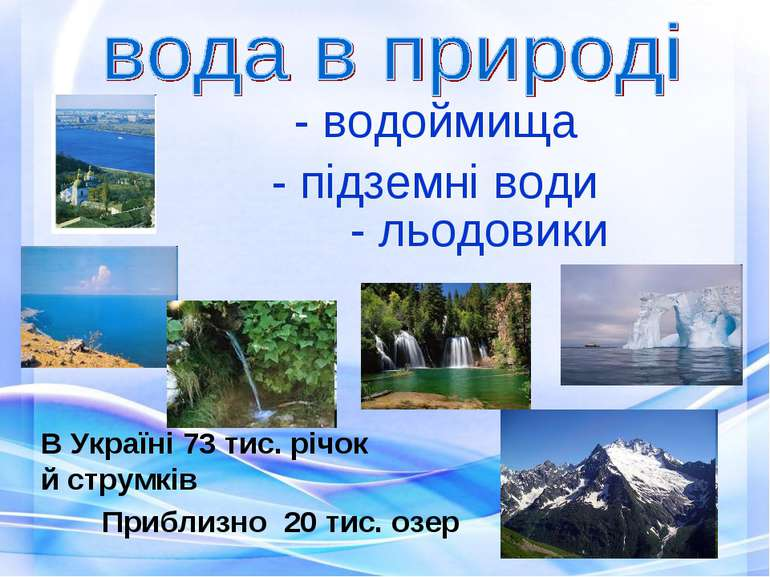 вода в природі
- водоймища
- підземні води
- льодовики
В Україні 73 тис. річок
й струмків
Приблизно 20 тис. озер